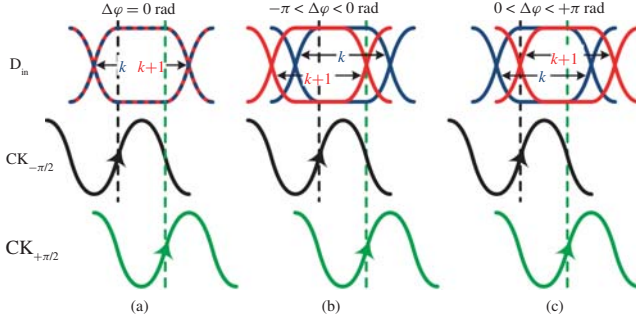 Δφ = 0 rad
−π < Δφ < 0 rad
0 < Δφ < +π rad
D_in
k k+1
k
k+1
k+1
k
CK_−π/2
CK_+π/2
(a) (b) (c)